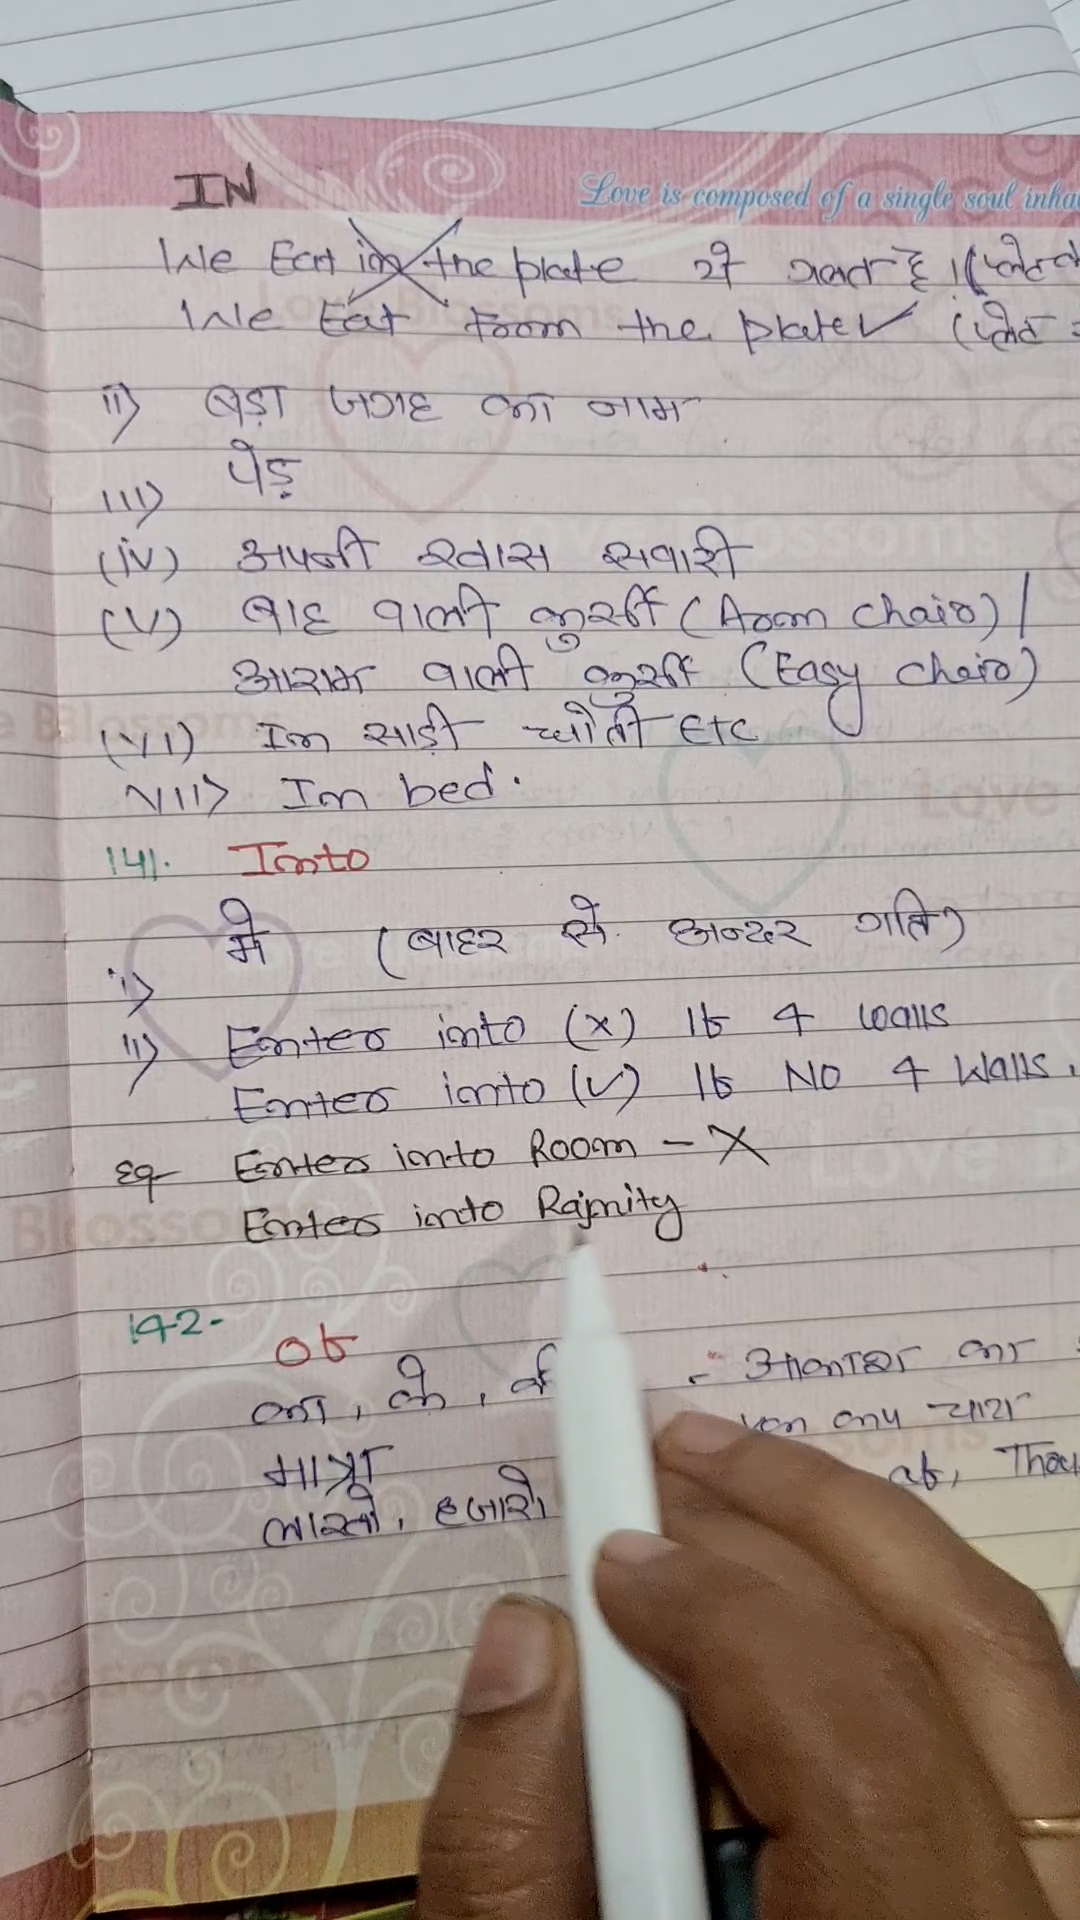 IN
Love is composed of a single soul inha
We Eat in the plate से गलत है।(प्लेट
We Eat From the plate ✓ (प्लेट
ii) बड़ा जगह का नाम
iii) पेड़
(iv) अपनी खास सवारी
(v) बाह वाली कुर्सी (Arm chair) /
आराम वाली कुर्सी (Easy chair)
(vi) In साड़ी धोती Etc
vii) In bed.
141. Into
i) मे (बाहर से अन्दर गति)
ii) Enter into (x) If 4 walls
Enter into (✓) If NO 4 Walls.
Eg- Enter into Room - X
Enter into Rajnity
142. Of
का, के, - का
मात्रा
लाखो, हजारो of, Thou